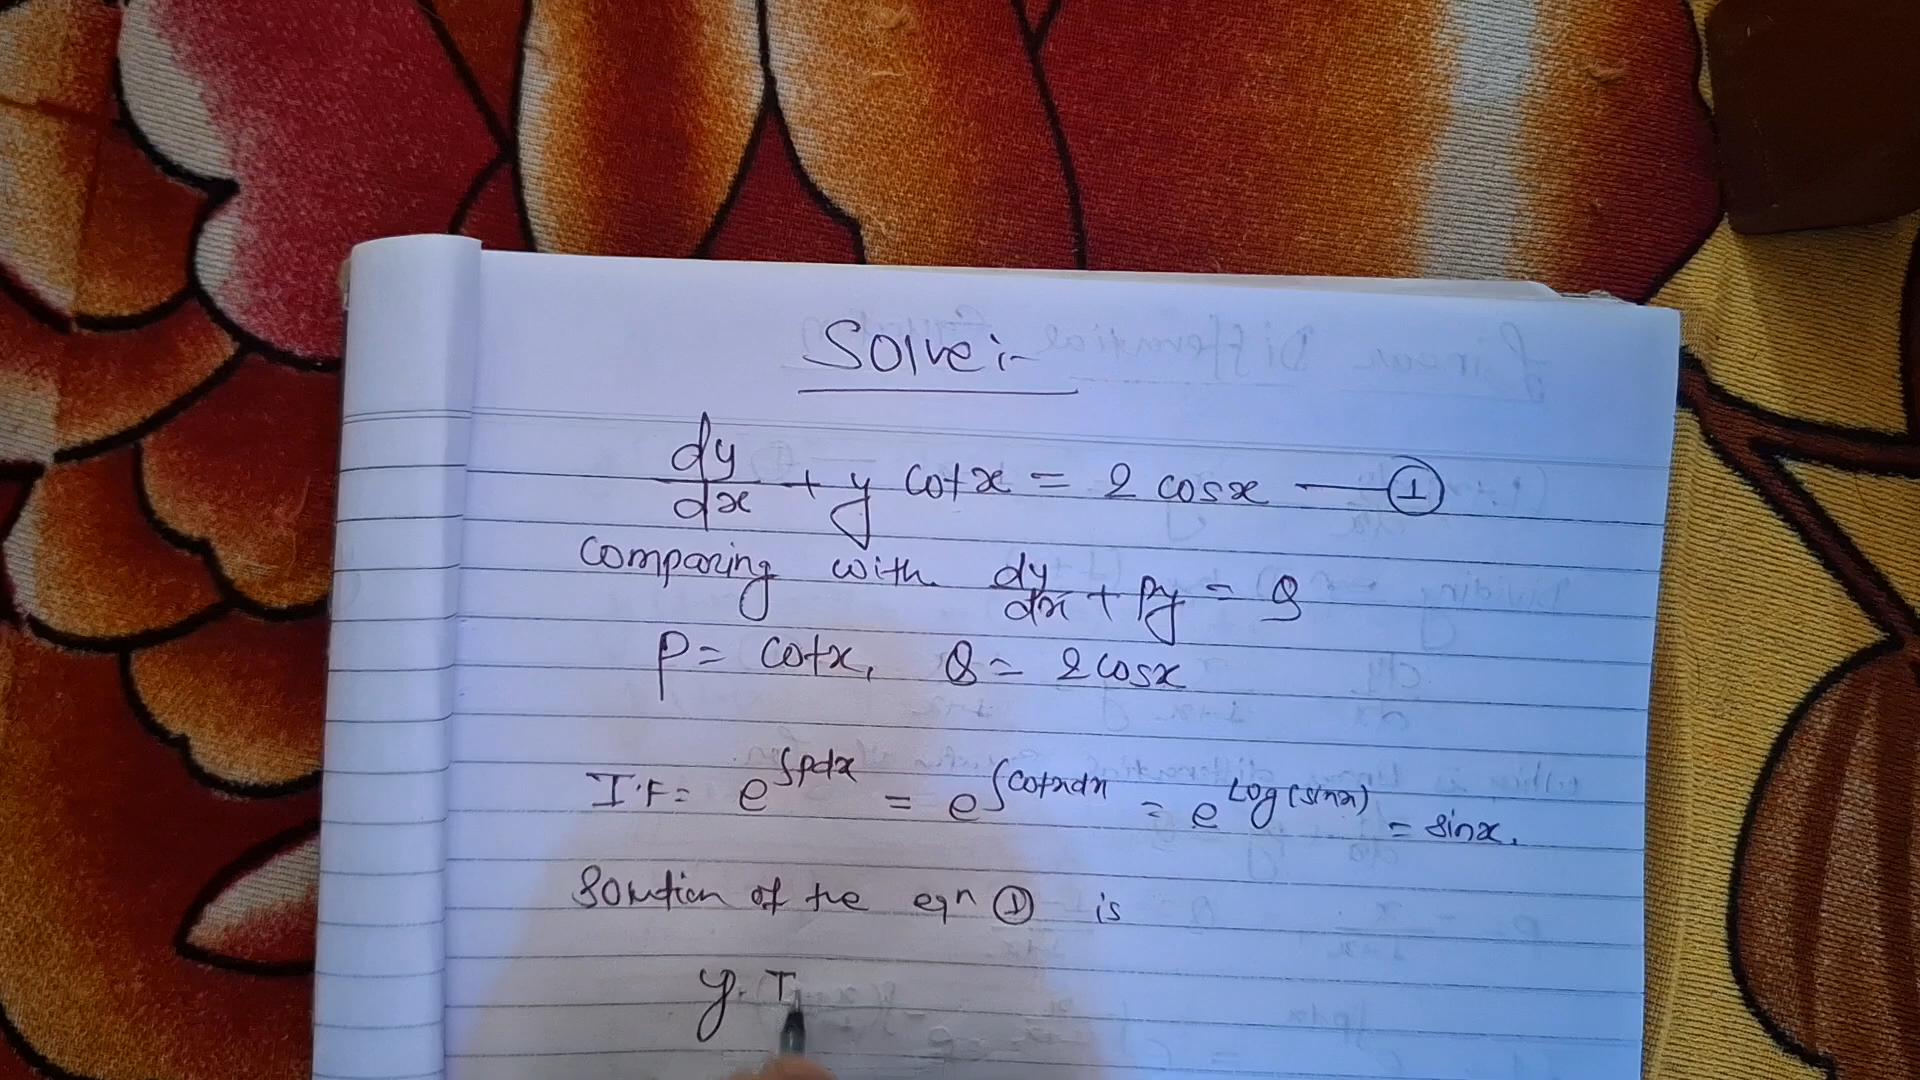 Solve:-
dy/dx + y cotx = 2 cosx — ①
comparing with dy/dx + Py = Q
P = cotx, Q = 2cosx
I.F = e^∫pdx = e^∫cotxdx = e^Log(sinx) = sinx.
Solution of the eqn ① is
y. I